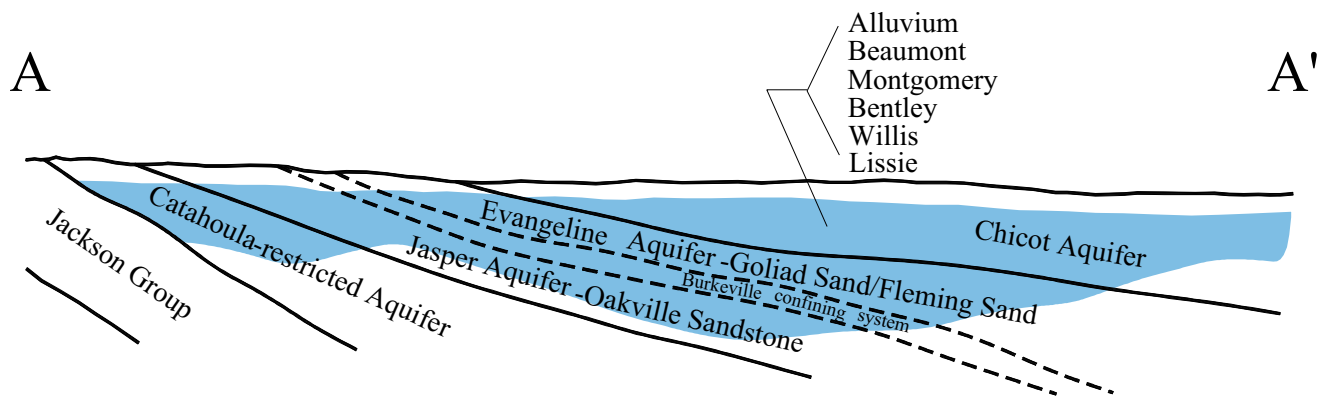 A
A'
Alluvium
Beaumont
Montgomery
Bentley
Willis
Lissie
Jackson Group
Catahoula-restricted Aquifer
Jasper Aquifer-Oakville Sandstone
Burkeville confining system
Evangeline Aquifer-Goliad Sand/Fleming Sand
Chicot Aquifer